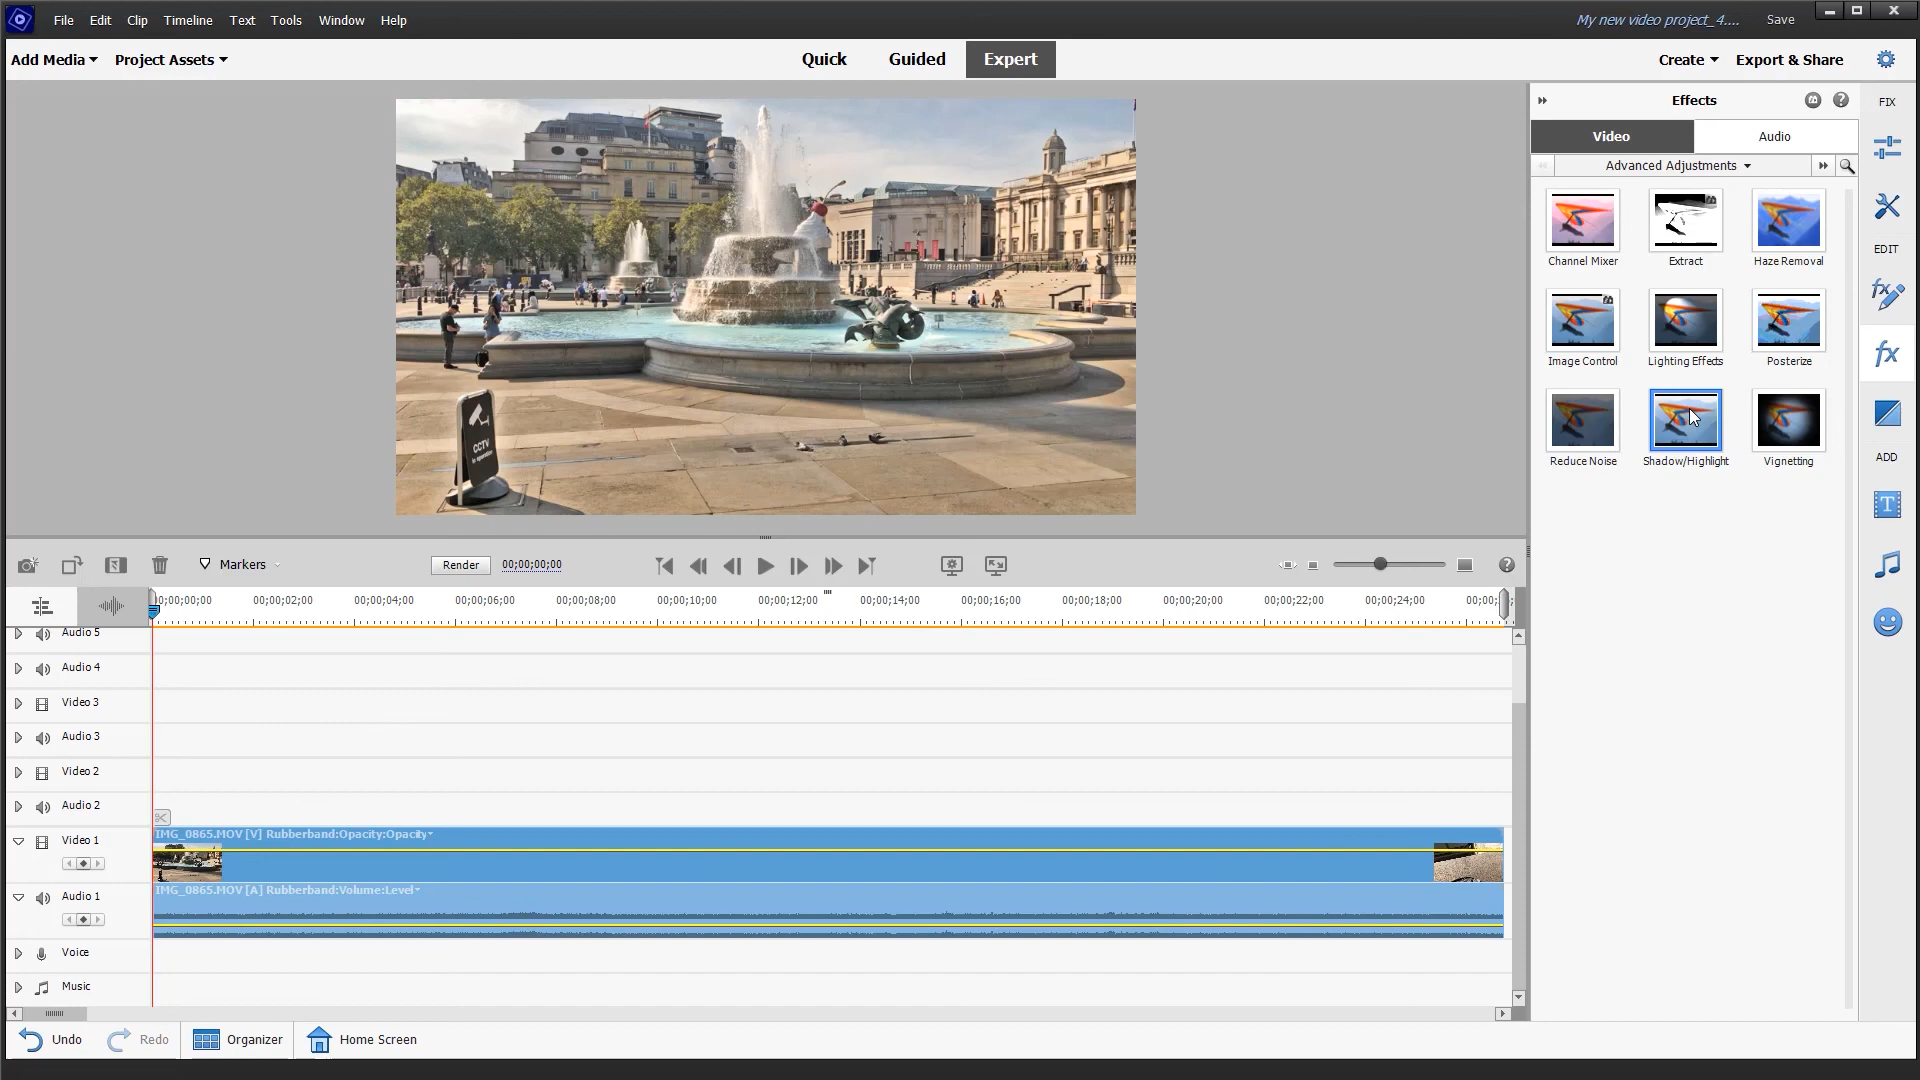 File Edit Clip Timeline Text Tools Window Help
My new video project_4.... Save
Add Media Project Assets
Quick Guided Expert
Create Export & Share
Effects
FIX
Video Audio
Advanced Adjustments
Channel Mixer Extract Haze Removal
EDIT
Image Control Lighting Effects Posterize
Reduce Noise Shadow/Highlight Vignetting
ADD
CCTV
in operation
Markers
Render 00;00;00;00
00;00;00;00 00;00;02;00 00;00;04;00 00;00;06;00 00;00;08;00 00;00;10;00 00;00;12;00 00;00;14;00 00;00;16;00 00;00;18;00 00;00;20;00 00;00;22;00 00;00;24;00
Audio 5
Audio 4
Video 3
Audio 3
Video 2
Audio 2
Video 1
IMG_0865.MOV [V] Rubberband:Opacity:Opacity
Audio 1
IMG_0865.MOV [A] Rubberband:Volume:Level
Voice
Music
Undo Redo Organizer Home Screen